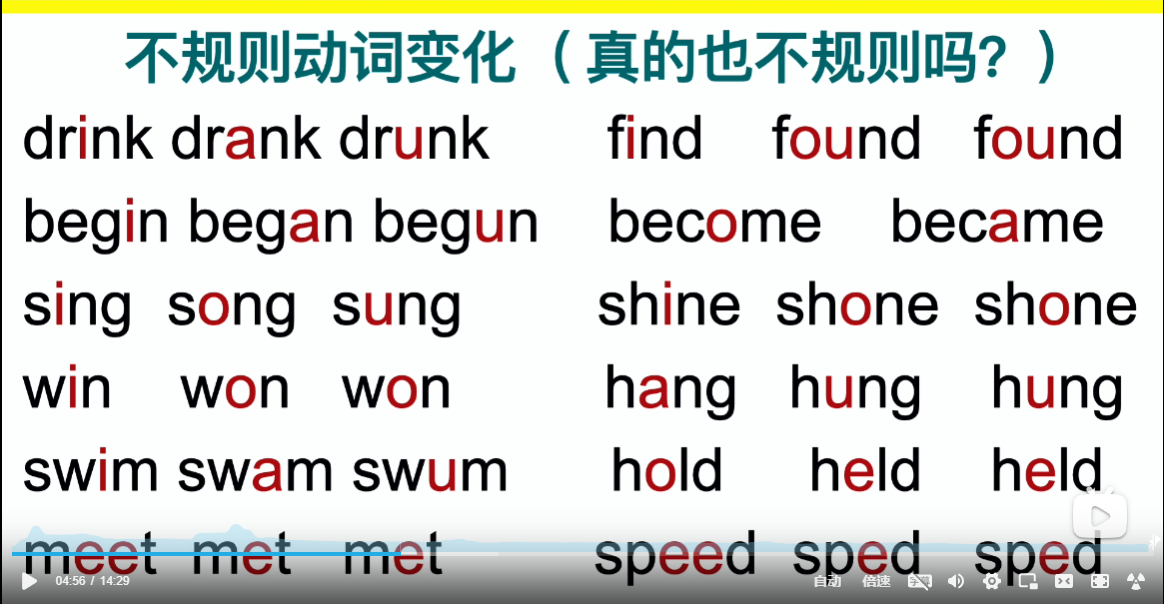 不规则动词变化（真的也不规则吗？）
drink drank drunk find found found
begin began begun become became
sing song sung shine shone shone
win won won hang hung hung
swim swam swum hold held held
meet met met speed sped sped
04:56 / 14:29 自动 倍速